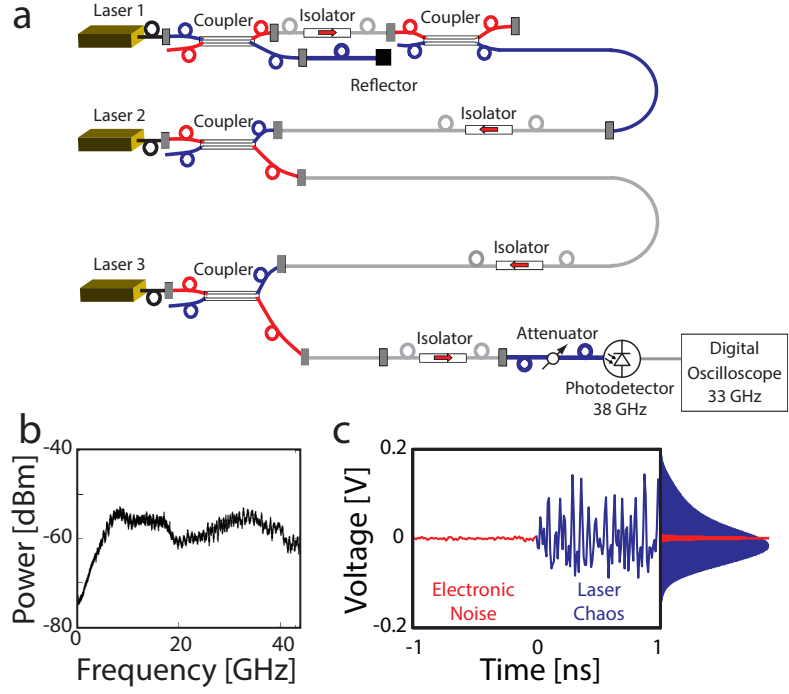 a
Laser 1
Coupler
Isolator
Coupler
Reflector
Laser 2
Coupler
Isolator
Laser 3
Coupler
Isolator
Isolator
Attenuator
Photodetector
38 GHz
Digital
Oscilloscope
33 GHz
b
-40
-60
-80
0
20
40
Power [dBm]
Frequency [GHz]
c
0.2
0
-0.2
-1
0
1
Voltage [V]
Electronic
Noise
Laser
Chaos
Time [ns]